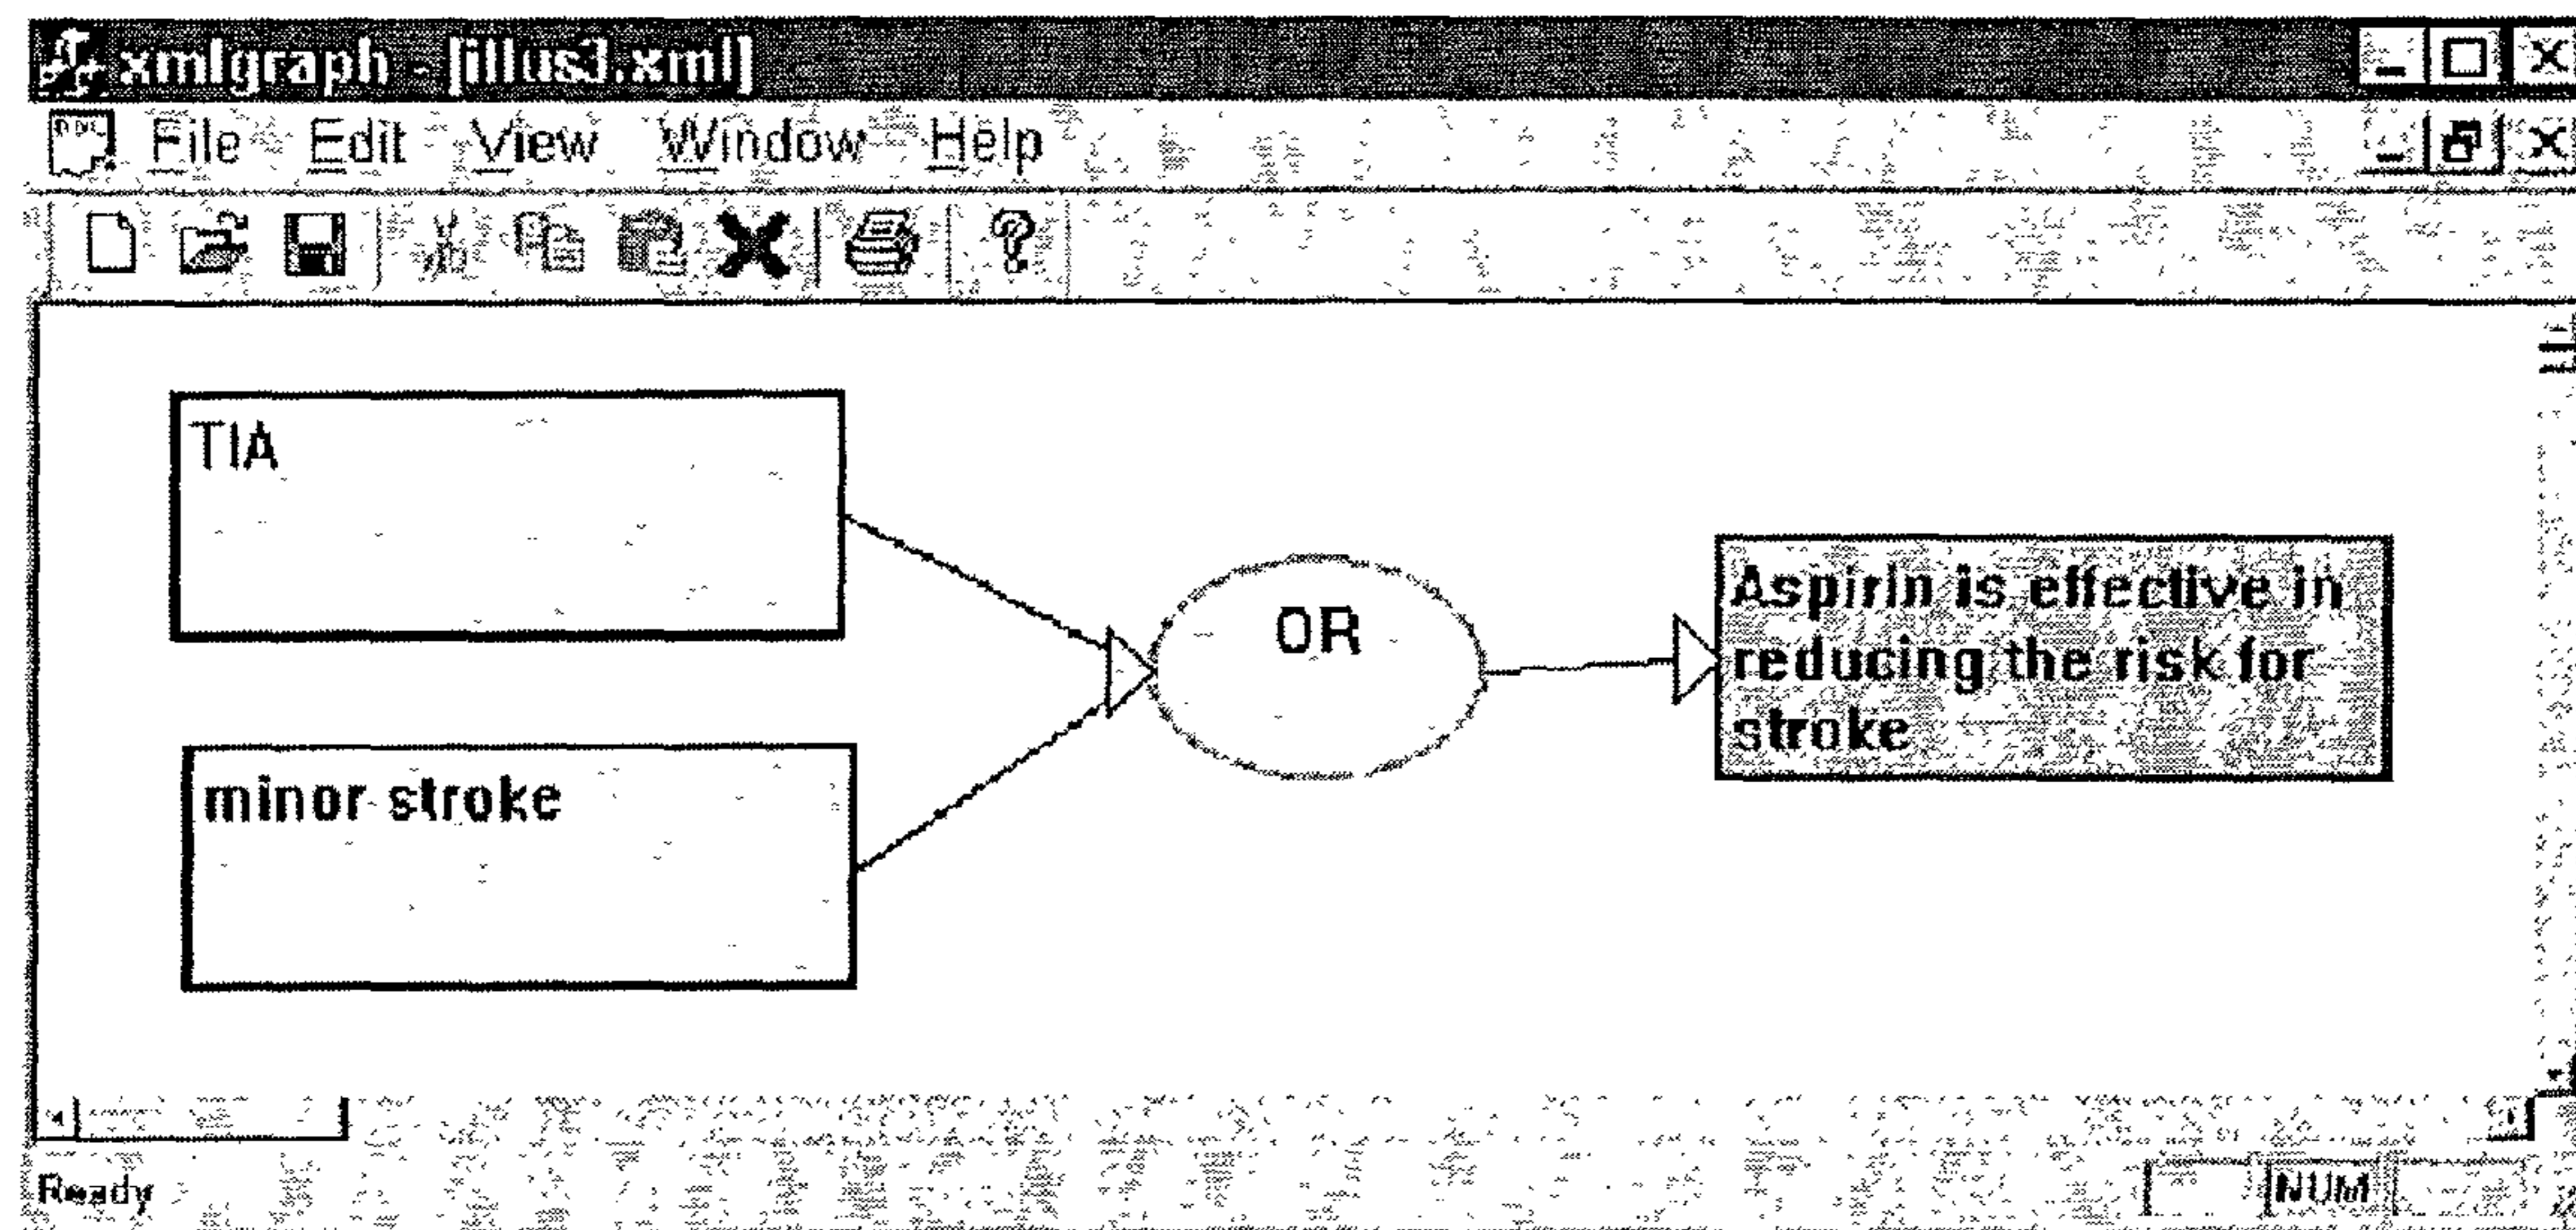 xmlgraph - [illus1.xml]
File Edit View Window Help
TIA
minor stroke
OR
Aspirin is effective in
reducing the risk for
stroke
Ready
NUM